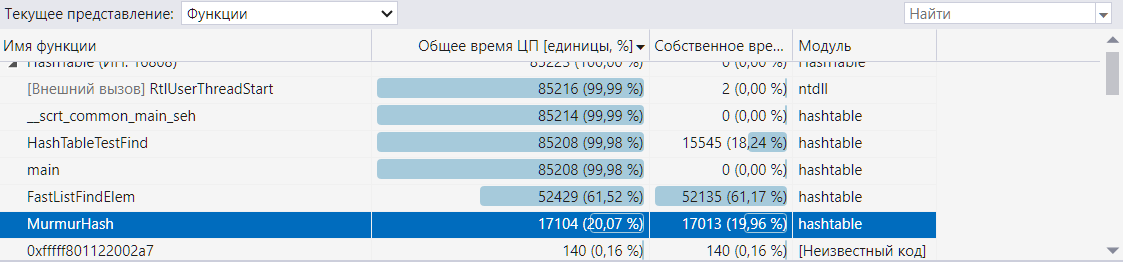 Текущее представление: Функции Найти
Имя функции Общее время ЦП [единицы, %] Собственное вре... Модуль
HashTable (ИП: 16808) 85223 (100,00 %) 0 (0,00 %) HashTable
[Внешний вызов] RtlUserThreadStart 85216 (99,99 %) 2 (0,00 %) ntdll
__scrt_common_main_seh 85214 (99,99 %) 0 (0,00 %) hashtable
HashTableTestFind 85208 (99,98 %) 15545 (18,24 %) hashtable
main 85208 (99,98 %) 0 (0,00 %) hashtable
FastListFindElem 52429 (61,52 %) 52135 (61,17 %) hashtable
MurmurHash 17104 (20,07 %) 17013 (19,96 %) hashtable
0xfffff801122002a7 140 (0,16 %) 140 (0,16 %) [Неизвестный код]